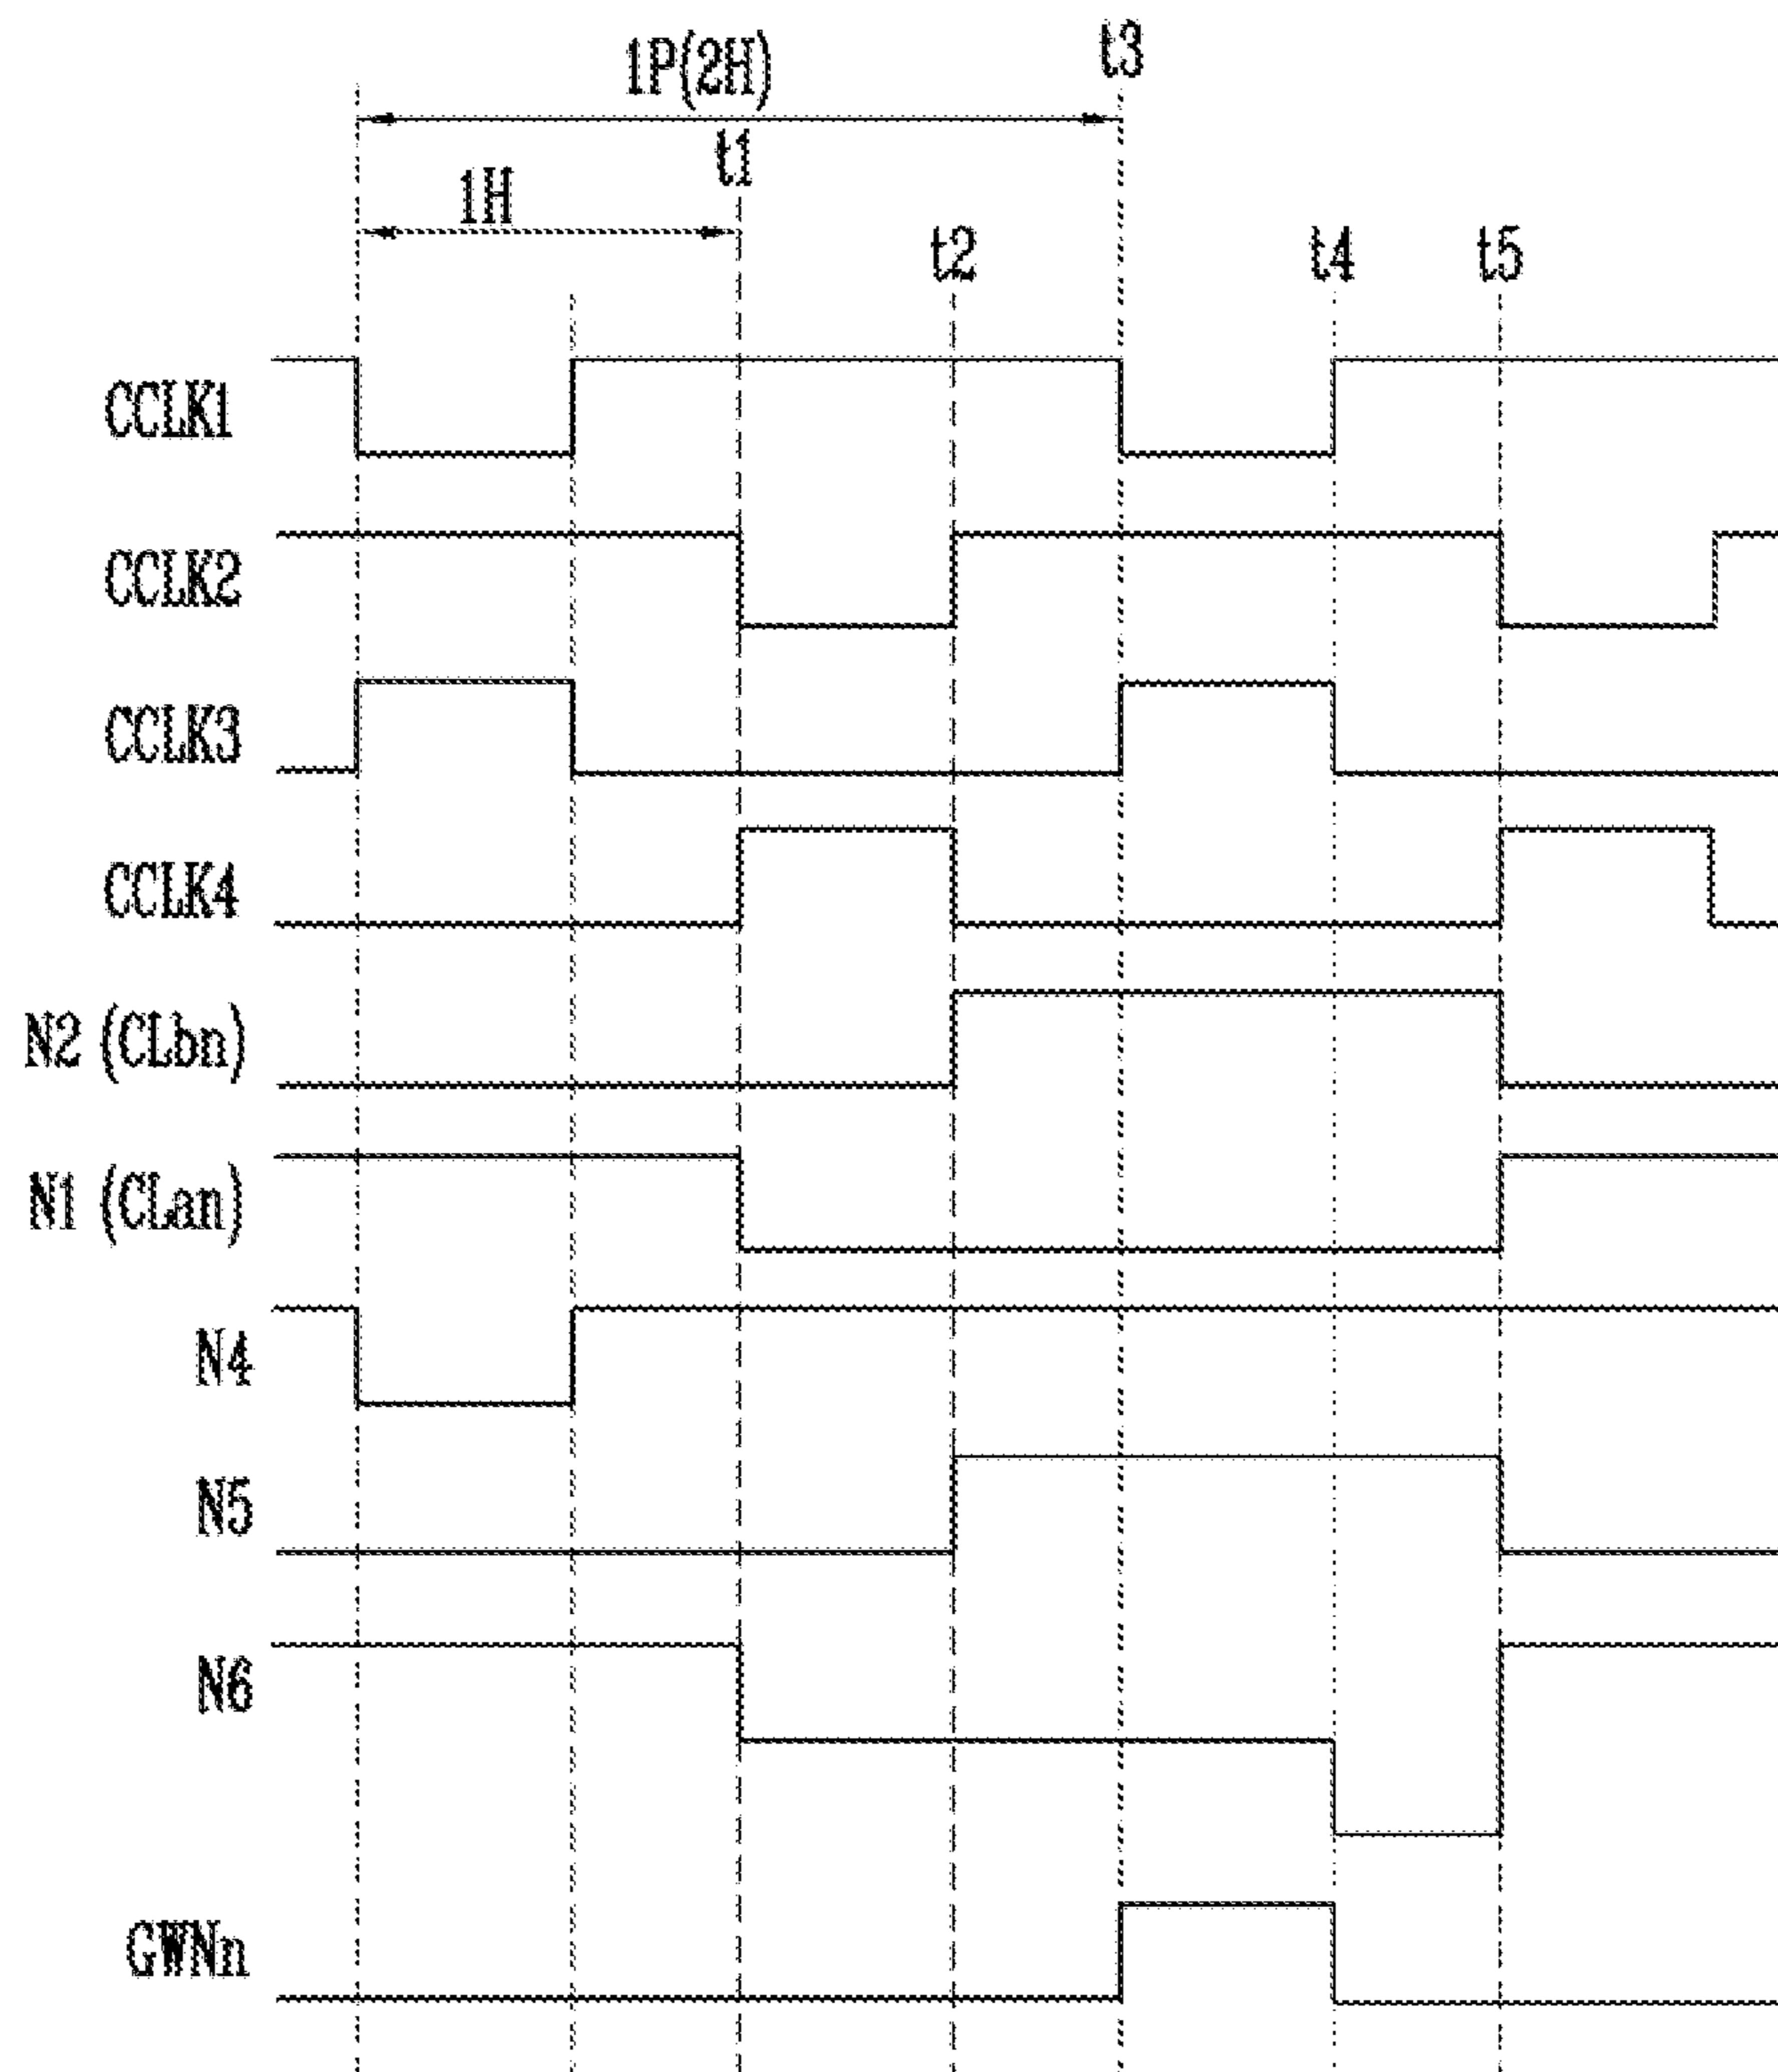 t3
1P(2H)
t1
1H
t2
t4
t5
CCLK1
CCLK2
CCLK3
CCLK4
N2 (CLbn)
N1 (CLan)
N4
N5
N6
GWNn